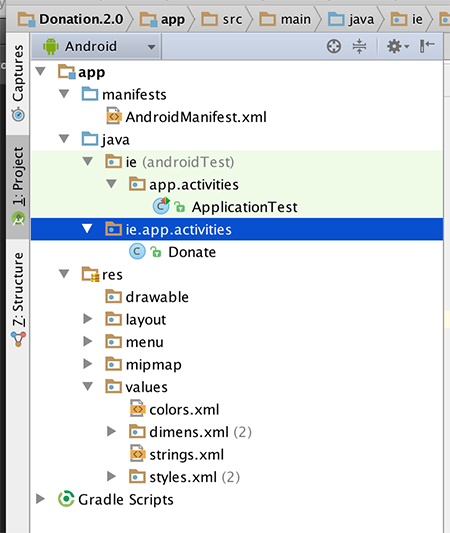 Donation.2.0 app src main java ie
Android
Captures
1: Project
Z: Structure
app
manifests
AndroidManifest.xml
java
ie (androidTest)
app.activities
ApplicationTest
ie.app.activities
Donate
res
drawable
layout
menu
mipmap
values
colors.xml
dimens.xml (2)
strings.xml
styles.xml (2)
Gradle Scripts